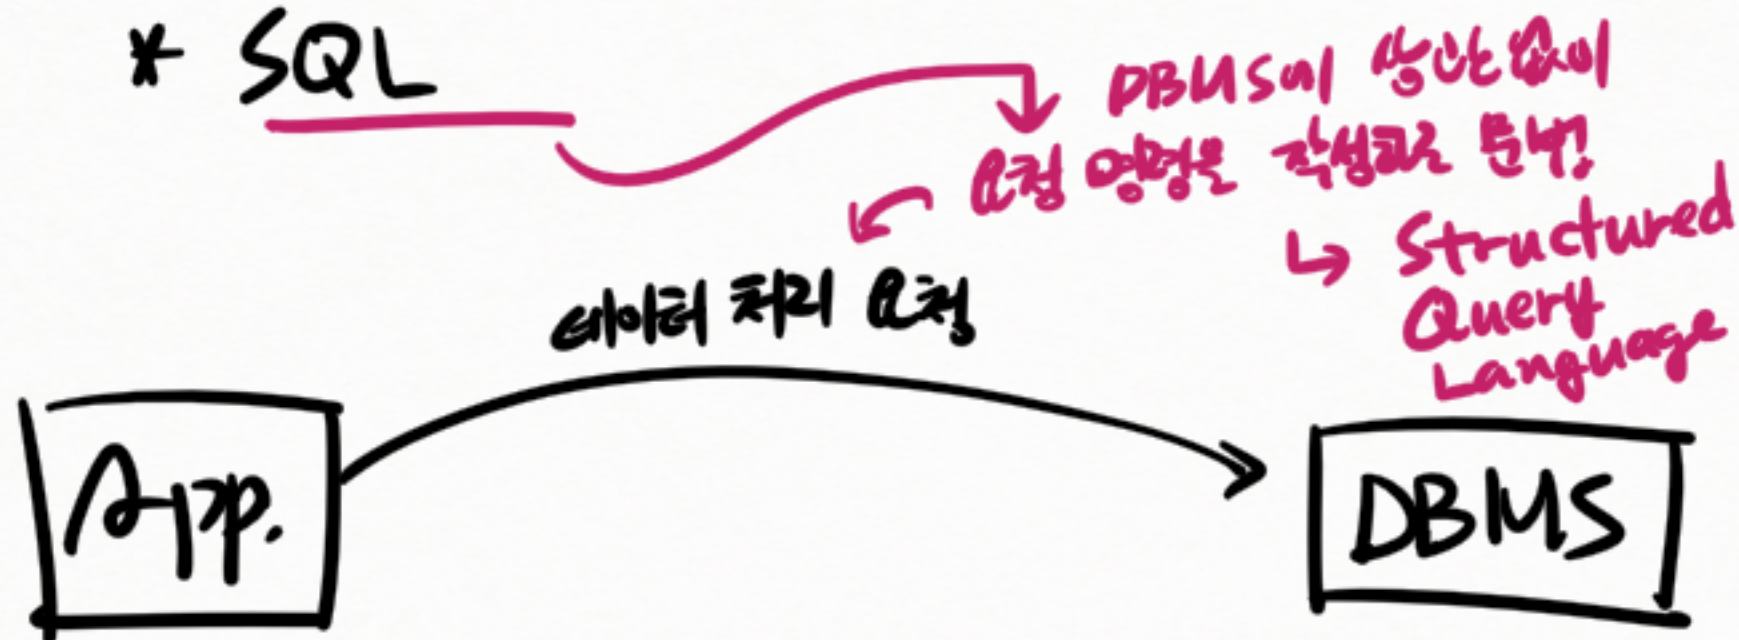 * SQL
DBMS에 상관 없이
요청 명령을 작성하는 문법!
↳ Structured
Query
Language
데이터 처리 요청
App.
DBMS